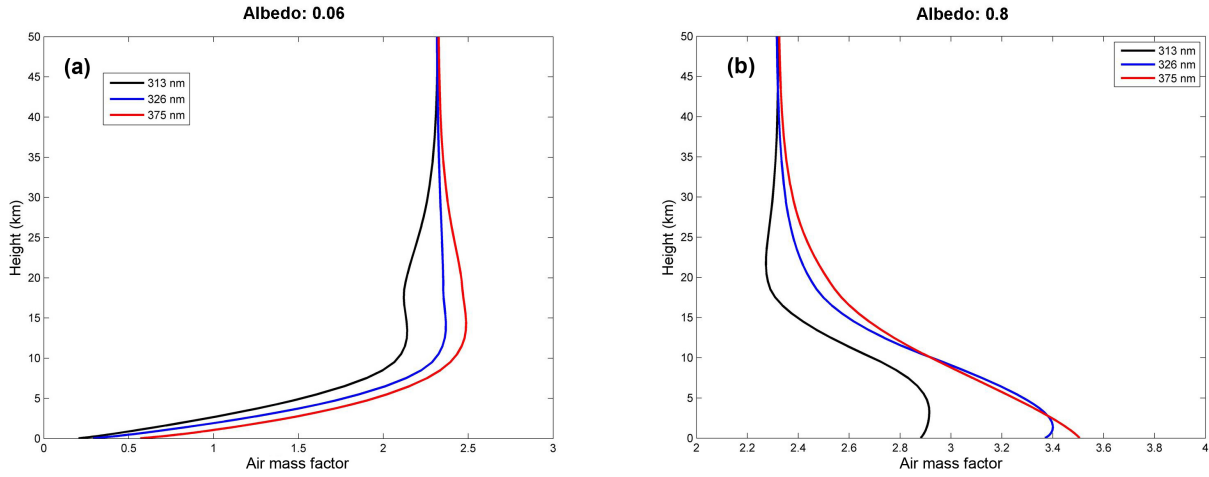 Albedo: 0.06
(a)
313 nm
326 nm
375 nm
50
45
40
35
30
25
20
15
10
5
0
Height (km)
0 0.5 1 1.5 2 2.5 3
Air mass factor
Albedo: 0.8
(b)
313 nm
326 nm
375 nm
50
45
40
35
30
25
20
15
10
5
0
Height (km)
2 2.2 2.4 2.6 2.8 3 3.2 3.4 3.6 3.8 4
Air mass factor